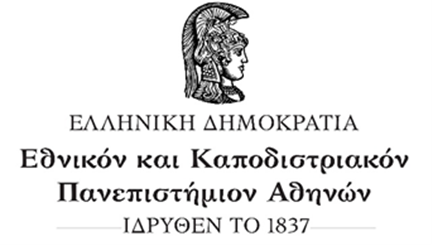 ΕΛΛΗΝΙΚΗ ΔΗΜΟΚΡΑΤΙΑ
Εθνικόν και Καποδιστριακόν
Πανεπιστήμιον Αθηνών
ΙΔΡΥΘΕΝ ΤΟ 1837